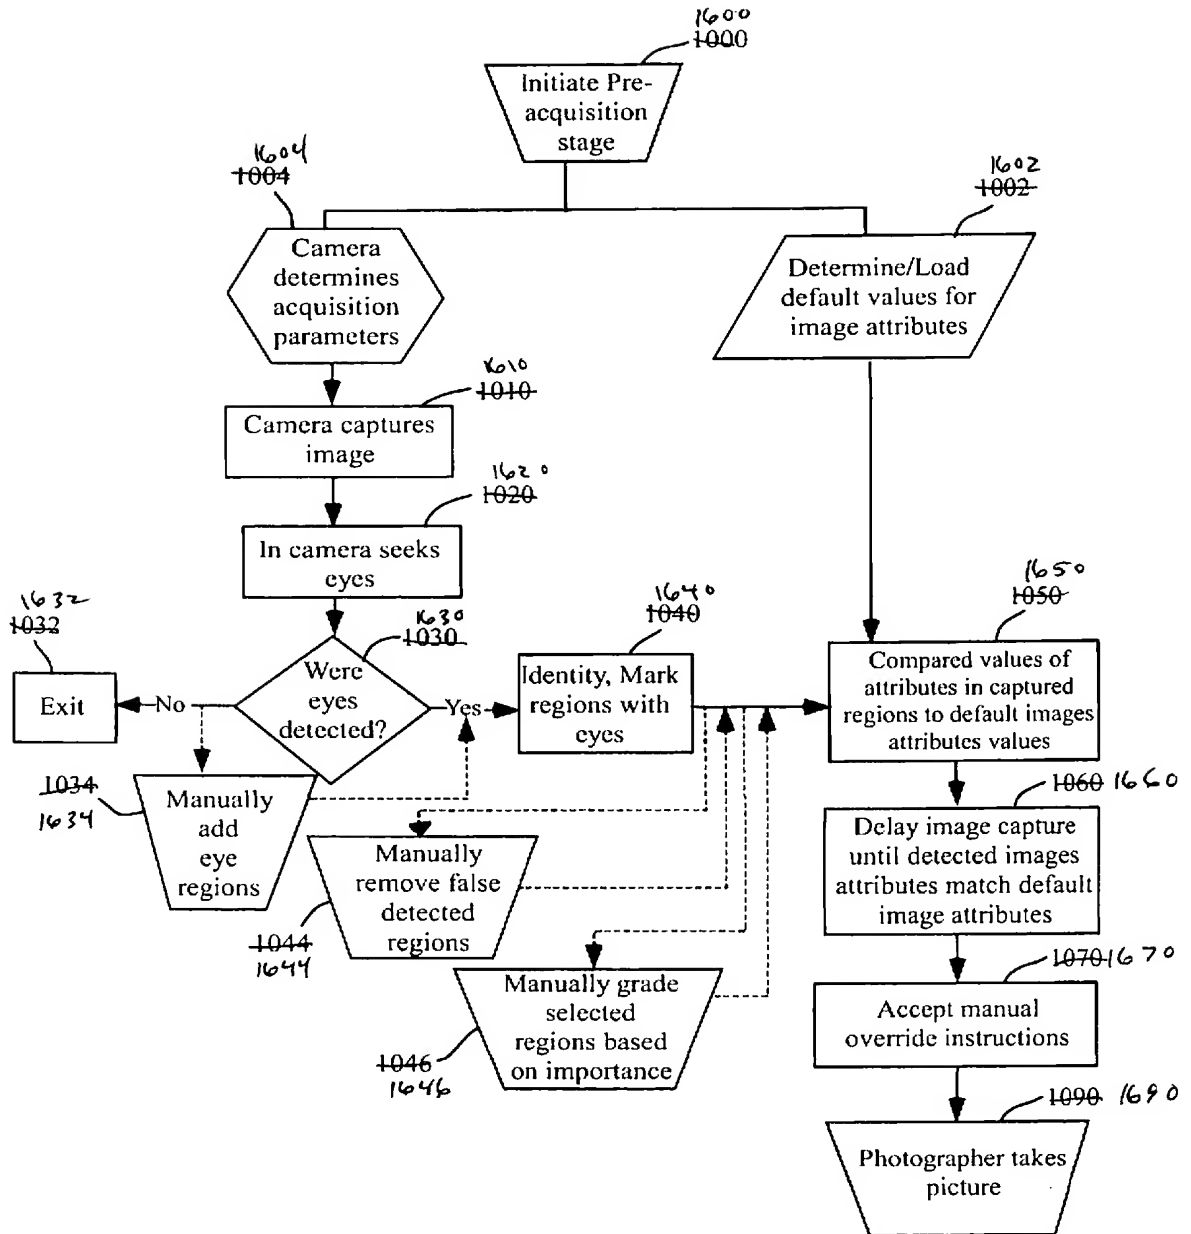 1600
1000
Initiate Pre-
acquisition
stage
1604
1004
Camera
determines
acquisition
parameters
1602
1002
Determine/Load
default values for
image attributes
1610
1010
Camera captures
image
1620
1020
In camera seeks
eyes
1632
1032
Exit
No
1630
1030
Were
eyes
detected?
Yes
1640
1040
Identity, Mark
regions with
eyes
1650
1050
Compared values of
attributes in captured
regions to default images
attributes values
1034
1634
Manually
add
eye
regions
1044
1644
Manually
remove false
detected
regions
1046
1646
Manually grade
selected
regions based
on importance
1060 1660
Delay image capture
until detected images
attributes match default
image attributes
1070 1670
Accept manual
override instructions
1090 1690
Photographer takes
picture